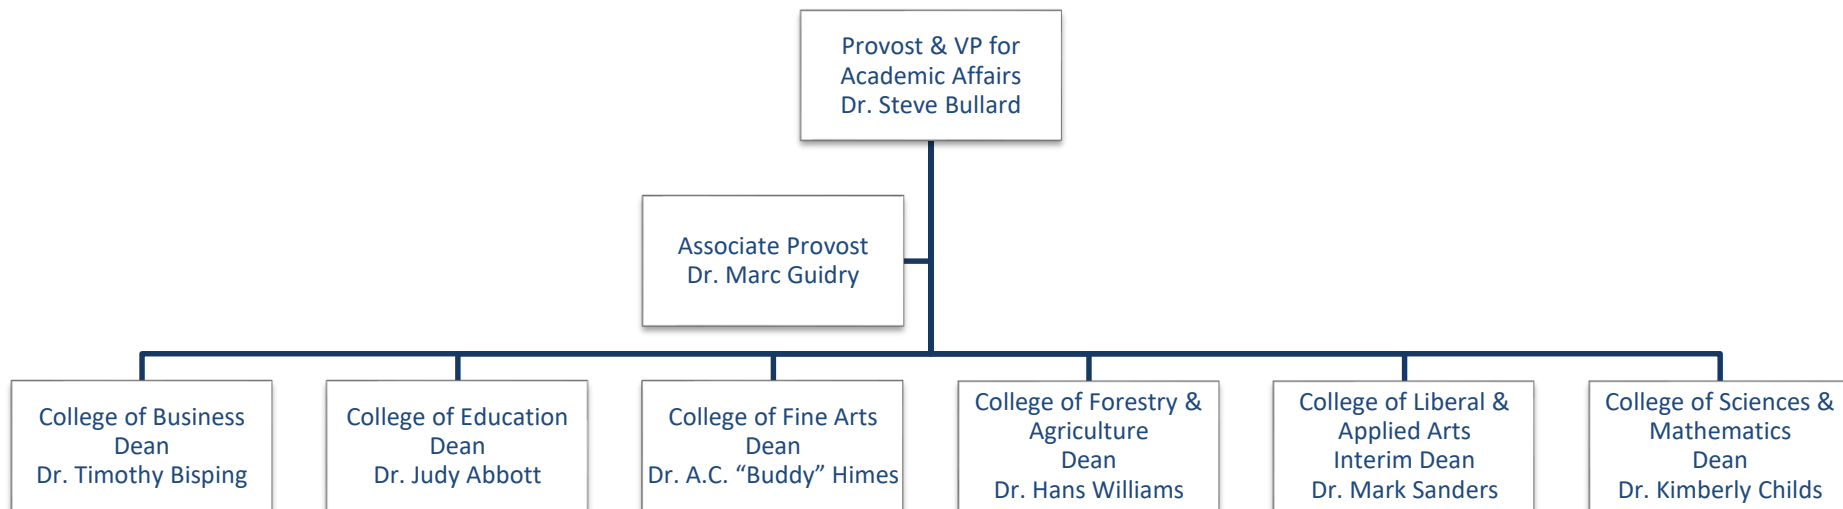 Provost & VP for
Academic Affairs
Dr. Steve Bullard
Associate Provost
Dr. Marc Guidry
College of Business
Dean
Dr. Timothy Bisping
College of Education
Dean
Dr. Judy Abbott
College of Fine Arts
Dean
Dr. A.C. “Buddy” Himes
College of Forestry &
Agriculture
Dean
Dr. Hans Williams
College of Liberal &
Applied Arts
Interim Dean
Dr. Mark Sanders
College of Sciences &
Mathematics
Dean
Dr. Kimberly Childs